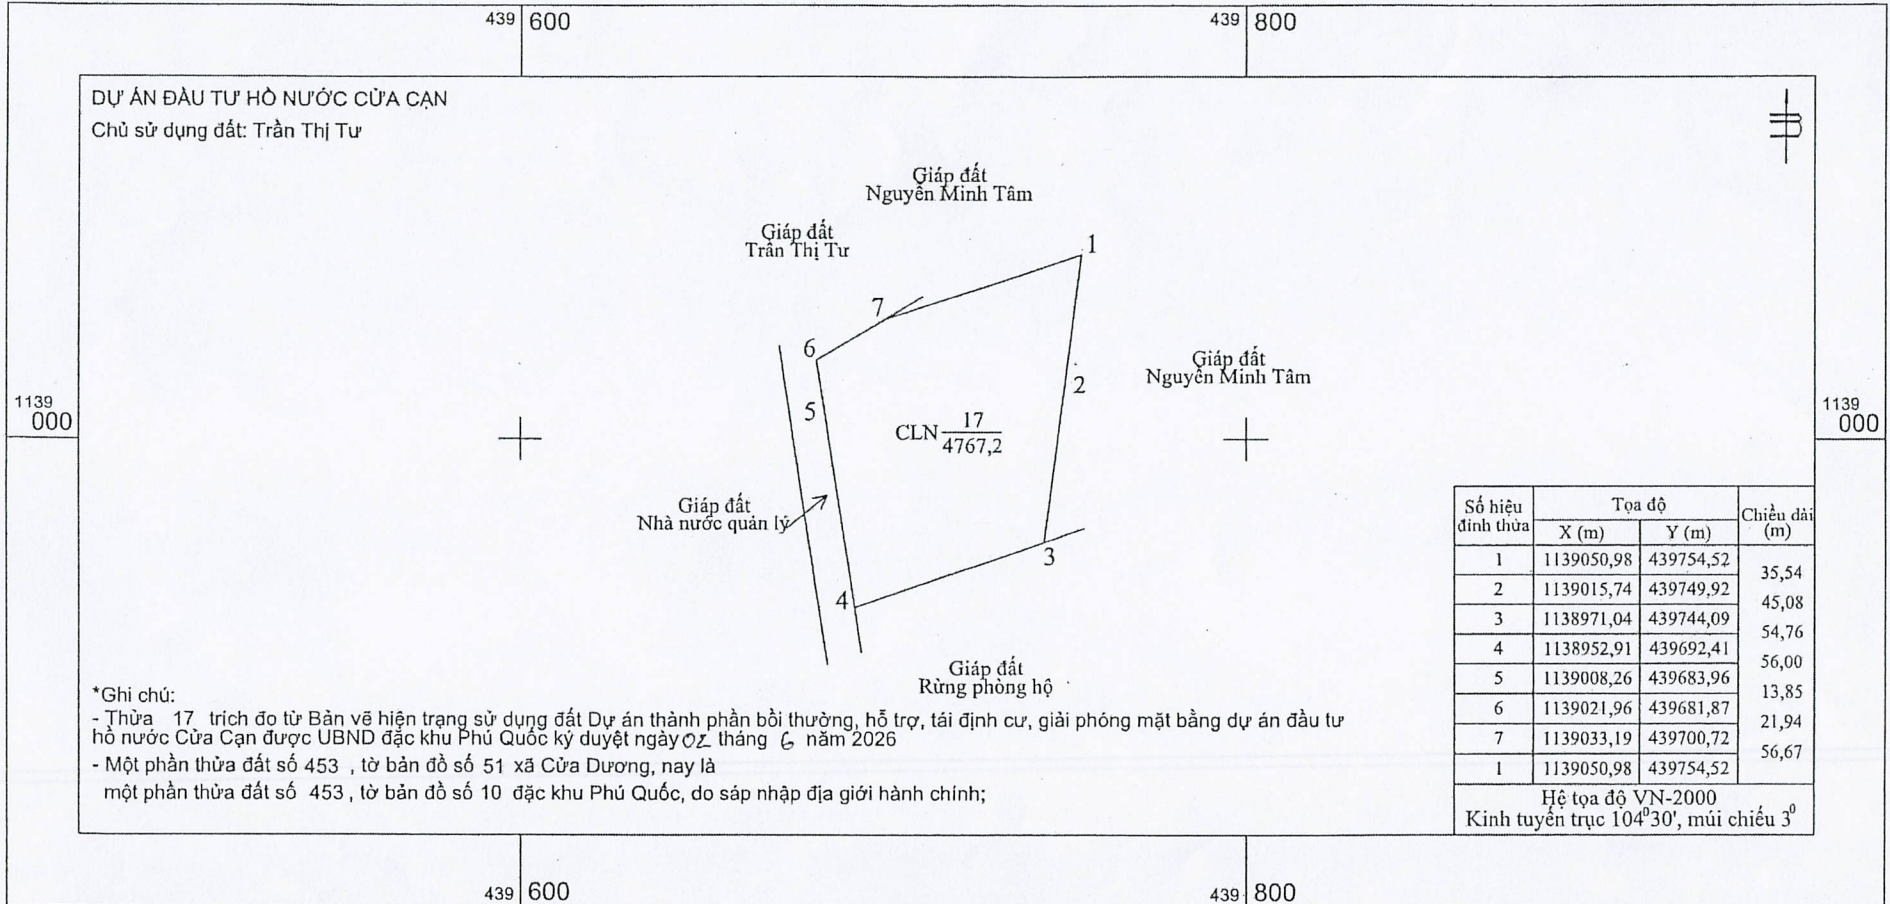 439 600
439 800
DỰ ÁN ĐẦU TƯ HỒ NƯỚC CỬA CẠN
Chủ sử dụng đất: Trần Thị Tư
B
Giáp đất
Nguyễn Minh Tâm
Giáp đất
Trần Thị Tư
1
7
6
Giáp đất
Nguyễn Minh Tâm
2
5
1139
000
1139
000
CLN 17
4767,2
Giáp đất
Nhà nước quản lý
3
4
Giáp đất
Rừng phòng hộ
Số hiệu đỉnh thửa Tọa độ Chiều dài (m)
X (m) Y (m)
1 1139050,98 439754,52
35,54
2 1139015,74 439749,92
45,08
3 1138971,04 439744,09
54,76
4 1138952,91 439692,41
56,00
5 1139008,26 439683,96
13,85
6 1139021,96 439681,87
21,94
7 1139033,19 439700,72
56,67
1 1139050,98 439754,52
Hệ tọa độ VN-2000
Kinh tuyến trục 104⁰30', múi chiếu 3⁰
*Ghi chú:
- Thửa 17 trích đo từ Bản vẽ hiện trạng sử dụng đất Dự án thành phần bồi thường, hỗ trợ, tái định cư, giải phóng mặt bằng dự án đầu tư
hồ nước Cửa Cạn được UBND đặc khu Phú Quốc ký duyệt ngày 02 tháng 6 năm 2026
- Một phần thửa đất số 453 , tờ bản đồ số 51 xã Cửa Dương, nay là
một phần thửa đất số 453 , tờ bản đồ số 10 đặc khu Phú Quốc, do sáp nhập địa giới hành chính;
439 600
439 800